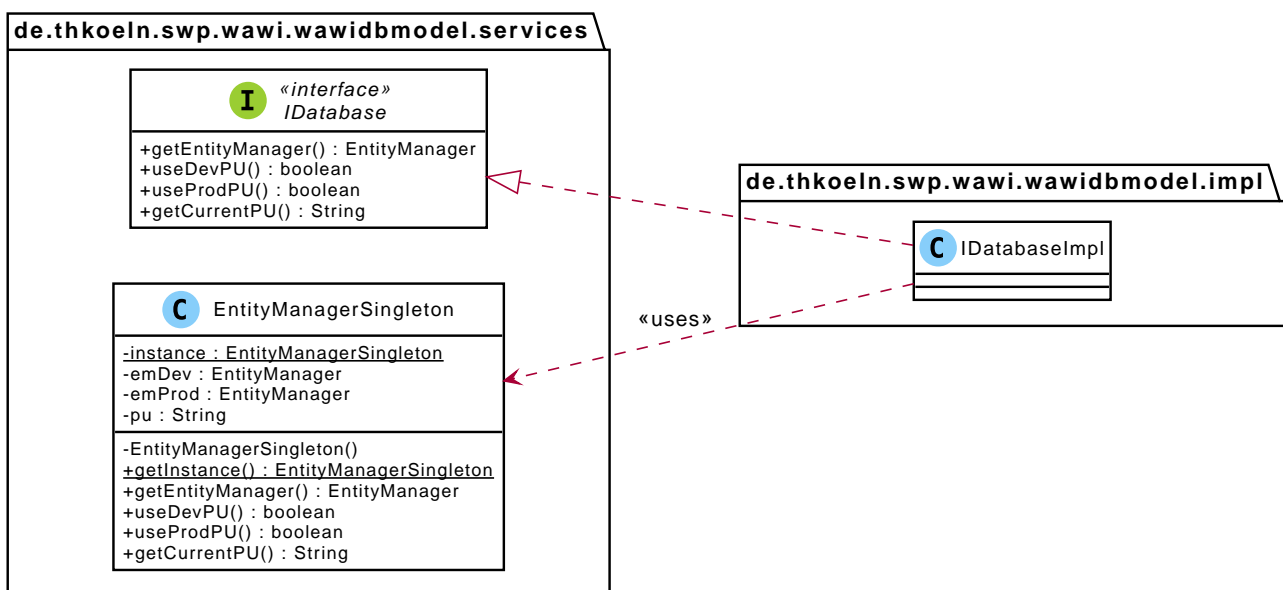 de.thkoeln.swp.wawi.wawidbmodel.services
I
«interface»
IDatabase
+getEntityManager() : EntityManager
+useDevPU() : boolean
+useProdPU() : boolean
+getCurrentPU() : String
C EntityManagerSingleton
-instance : EntityManagerSingleton
-emDev : EntityManager
-emProd : EntityManager
-pu : String
-EntityManagerSingleton()
+getInstance() : EntityManagerSingleton
+getEntityManager() : EntityManager
+useDevPU() : boolean
+useProdPU() : boolean
+getCurrentPU() : String
«uses»
de.thkoeln.swp.wawi.wawidbmodel.impl
C IDatabaseImpl